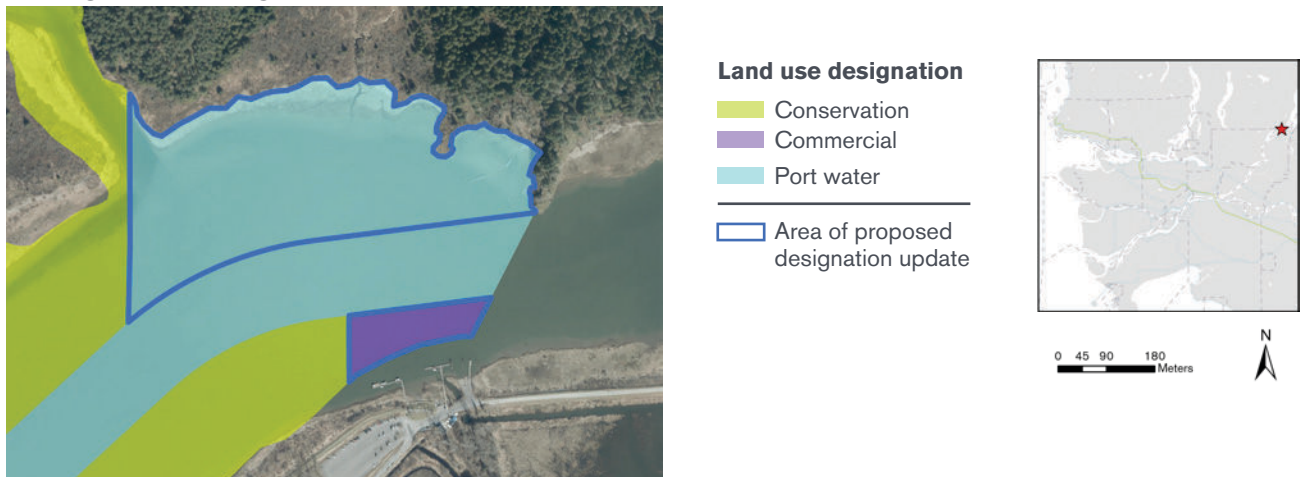 Land use designation
Conservation
Commercial
Port water
Area of proposed
designation update
N
0 45 90 180
Meters